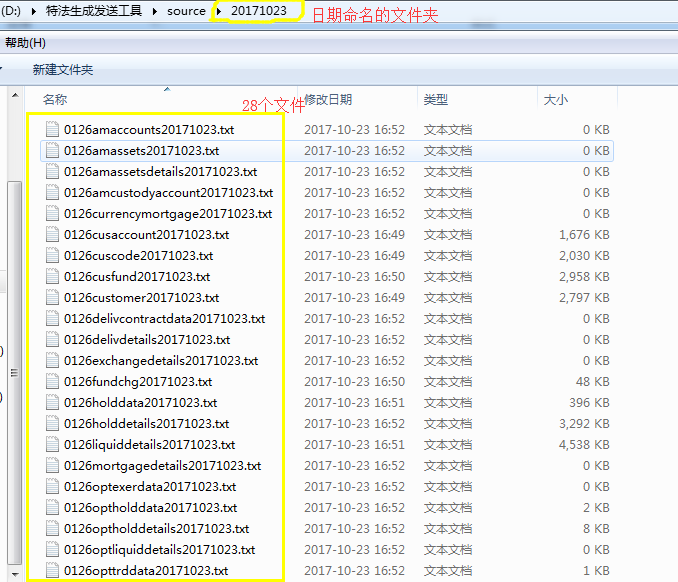 (D:) ▸ 特法生成发送工具 ▸ source ▸ 20171023 日期命名的文件夹
帮助(H)
新建文件夹
名称 28个文件 修改日期 类型 大小
0126amaccounts20171023.txt 2017-10-23 16:52 文本文档 0 KB
0126amassets20171023.txt 2017-10-23 16:52 文本文档 0 KB
0126amassetsdetails20171023.txt 2017-10-23 16:52 文本文档 0 KB
0126amcustodyaccount20171023.txt 2017-10-23 16:52 文本文档 0 KB
0126currencymortgage20171023.txt 2017-10-23 16:52 文本文档 0 KB
0126cusaccount20171023.txt 2017-10-23 16:49 文本文档 1,676 KB
0126cuscode20171023.txt 2017-10-23 16:49 文本文档 2,030 KB
0126cusfund20171023.txt 2017-10-23 16:50 文本文档 2,958 KB
0126customer20171023.txt 2017-10-23 16:49 文本文档 2,797 KB
0126delivcontractdata20171023.txt 2017-10-23 16:52 文本文档 0 KB
0126delivdetails20171023.txt 2017-10-23 16:52 文本文档 0 KB
0126exchangedetails20171023.txt 2017-10-23 16:52 文本文档 0 KB
0126fundchg20171023.txt 2017-10-23 16:50 文本文档 48 KB
0126holddata20171023.txt 2017-10-23 16:51 文本文档 396 KB
0126holddetails20171023.txt 2017-10-23 16:52 文本文档 3,292 KB
0126liquiddetails20171023.txt 2017-10-23 16:51 文本文档 4,538 KB
0126mortgagedetails20171023.txt 2017-10-23 16:52 文本文档 0 KB
0126optexerdata20171023.txt 2017-10-23 16:52 文本文档 0 KB
0126optholddata20171023.txt 2017-10-23 16:52 文本文档 2 KB
0126optholddetails20171023.txt 2017-10-23 16:52 文本文档 8 KB
0126optliquiddetails20171023.txt 2017-10-23 16:52 文本文档 0 KB
0126opttrddata20171023.txt 2017-10-23 16:52 文本文档 1 KB